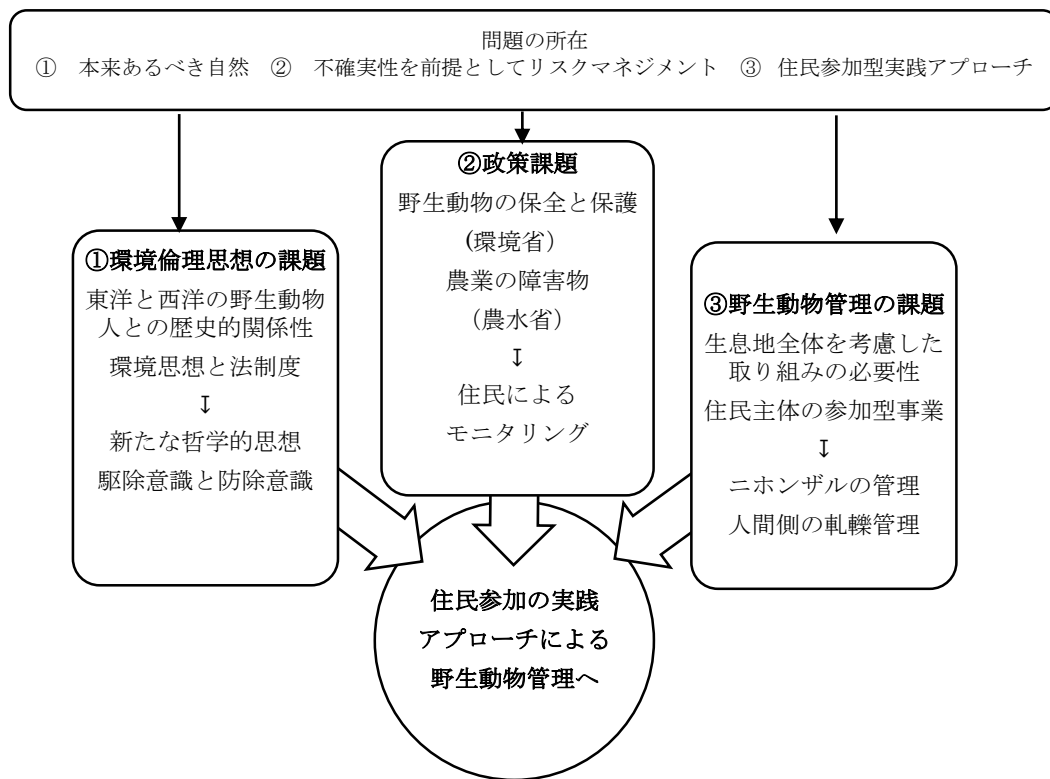 問題の所在
① 本来あるべき自然 ② 不確実性を前提としてリスクマネジメント ③ 住民参加型実践アプローチ
①環境倫理思想の課題
東洋と西洋の野生動物
人との歴史的関係性
環境思想と法制度
↧
新たな哲学的思想
駆除意識と防除意識
②政策課題
野生動物の保全と保護
(環境省)
農業の障害物
（農水省）
↧
住民による
モニタリング
③野生動物管理の課題
生息地全体を考慮した
取り組みの必要性
住民主体の参加型事業
↧
ニホンザルの管理
人間側の軋轢管理
住民参加の実践
アプローチによる
野生動物管理へ